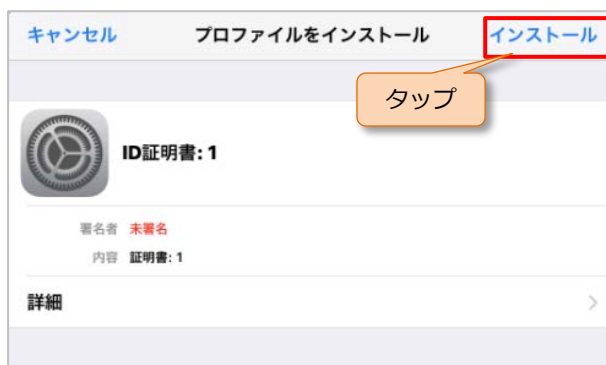 キャンセル プロファイルをインストール インストール
タップ
ID証明書: 1
署名者 未署名
内容 証明書: 1
詳細